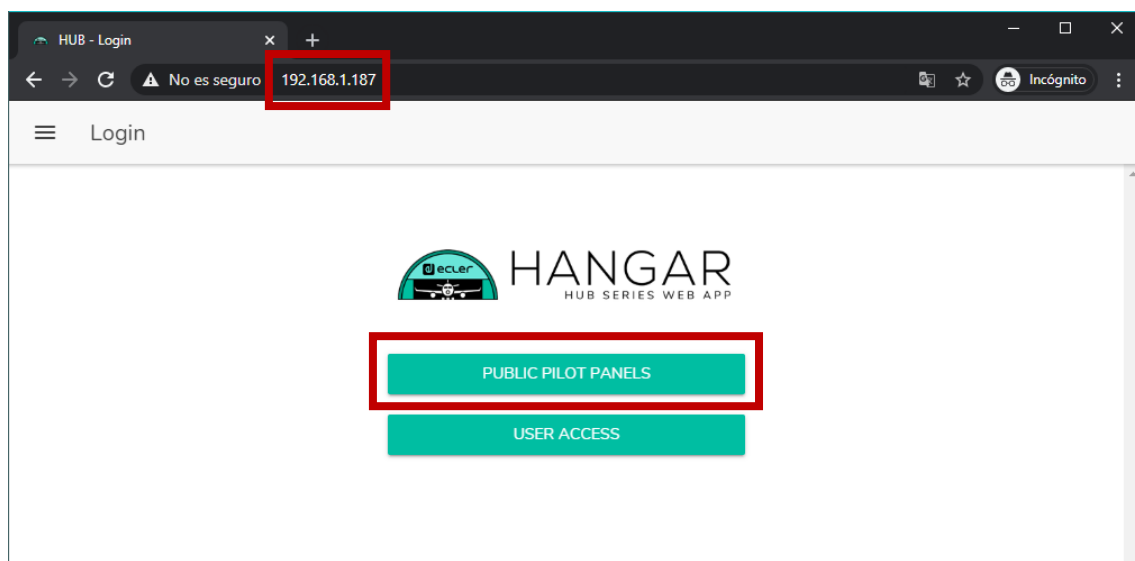 HUB - Login
No es seguro 192.168.1.187 Incógnito
Login
ecler HANGAR
HUB SERIES WEB APP
PUBLIC PILOT PANELS
USER ACCESS